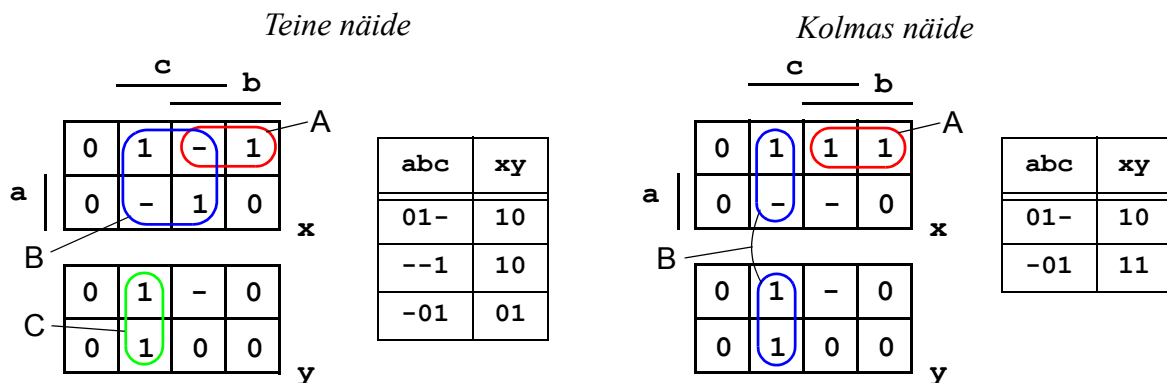 Teine näide
c
b
A
0 1 - 1
a
0 - 1 0
x
B
0 1 - 0
C
0 1 0 0
y
abc xy
01- 10
--1 10
-01 01
Kolmas näide
c
b
A
0 1 1 1
a
0 - - 0
x
B
0 1 - 0
0 1 0 0
y
abc xy
01- 10
-01 11